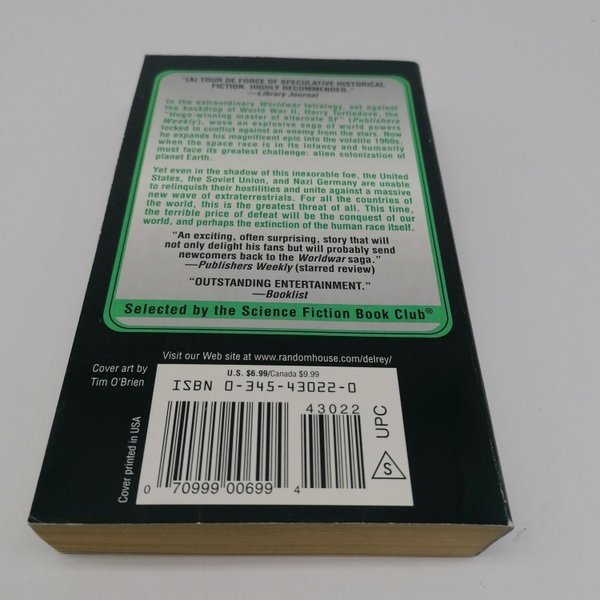 "(A) TOUR DE FORCE OF SPECULATIVE HISTORICAL
FICTION. HIGHLY RECOMMENDED."
—Library Journal
In the extraordinary Worldwar tetralogy, set against
the backdrop of World War II, Harry Turtledove, the
"Hugo-winning master of alternate SF" (Publishers
Weekly), wove an explosive saga of world powers
locked in conflict against an enemy from the stars. Now
he expands his magnificent epic into the volatile 1960s,
when the space race is in its infancy and humanity
must face its greatest challenge: alien colonization of
planet Earth.
Yet even in the shadow of this inexorable foe, the United
States, the Soviet Union, and Nazi Germany are unable
to relinquish their hostilities and unite against a massive
new wave of extraterrestrials. For all the countries of
the world, this is the greatest threat of all. This time,
the terrible price of defeat will be the conquest of our
world, and perhaps the extinction of the human race itself.
"An exciting, often surprising, story that will
not only delight his fans but will probably send
newcomers back to the Worldwar saga."
—Publishers Weekly (starred review)
"OUTSTANDING ENTERTAINMENT."
—Booklist
Selected by the Science Fiction Book Club®
Visit our Web site at www.randomhouse.com/delrey/
Cover art by
Tim O'Brien
Cover printed in USA
U.S. $6.99/Canada $9.99
ISBN 0-345-43022-0
43022
0 70999 00699 4
UPC
S